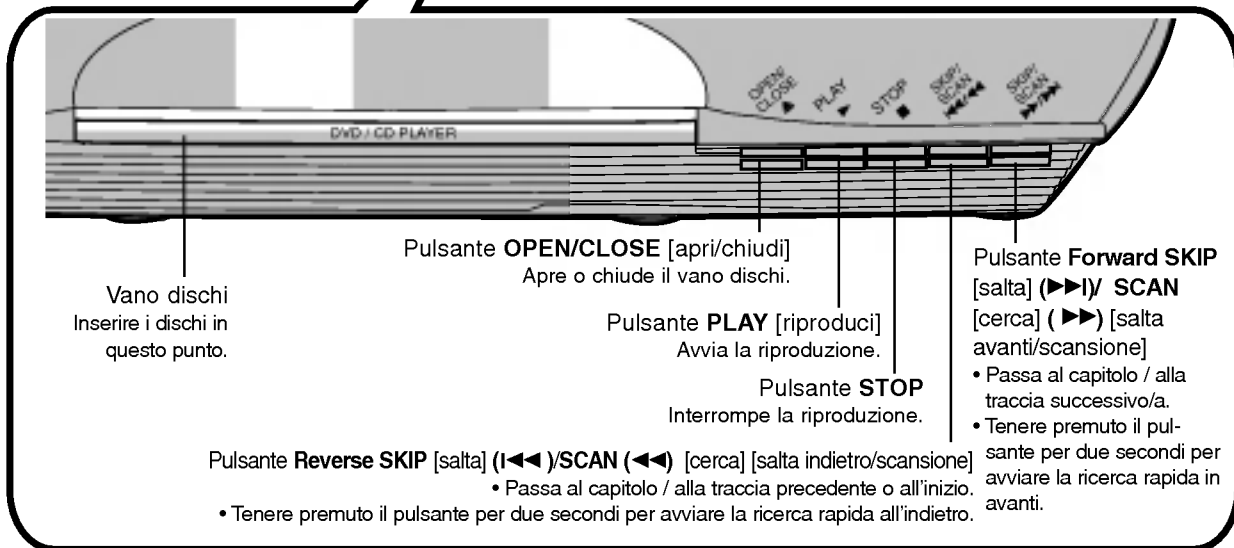 OPEN/
CLOSE ▲
PLAY ►
STOP ■
SKIP/
SCAN
I◄◄/◄◄
SKIP/
SCAN
►►/►►I
DVD / CD PLAYER
Pulsante OPEN/CLOSE [apri/chiudi]
Apre o chiude il vano dischi.
Vano dischi
Inserire i dischi in
questo punto.
Pulsante PLAY [riproduci]
Avvia la riproduzione.
Pulsante STOP
Interrompe la riproduzione.
Pulsante Reverse SKIP [salta] (I◄◄ )/SCAN (◄◄) [cerca] [salta indietro/scansione]
• Passa al capitolo / alla traccia precedente o all'inizio.
• Tenere premuto il pulsante per due secondi per avviare la ricerca rapida all'indietro.
Pulsante Forward SKIP
[salta] (►►I)/ SCAN
[cerca] ( ►►) [salta
avanti/scansione]
• Passa al capitolo / alla
traccia successivo/a.
• Tenere premuto il pul-
sante per due secondi per
avviare la ricerca rapida in
avanti.